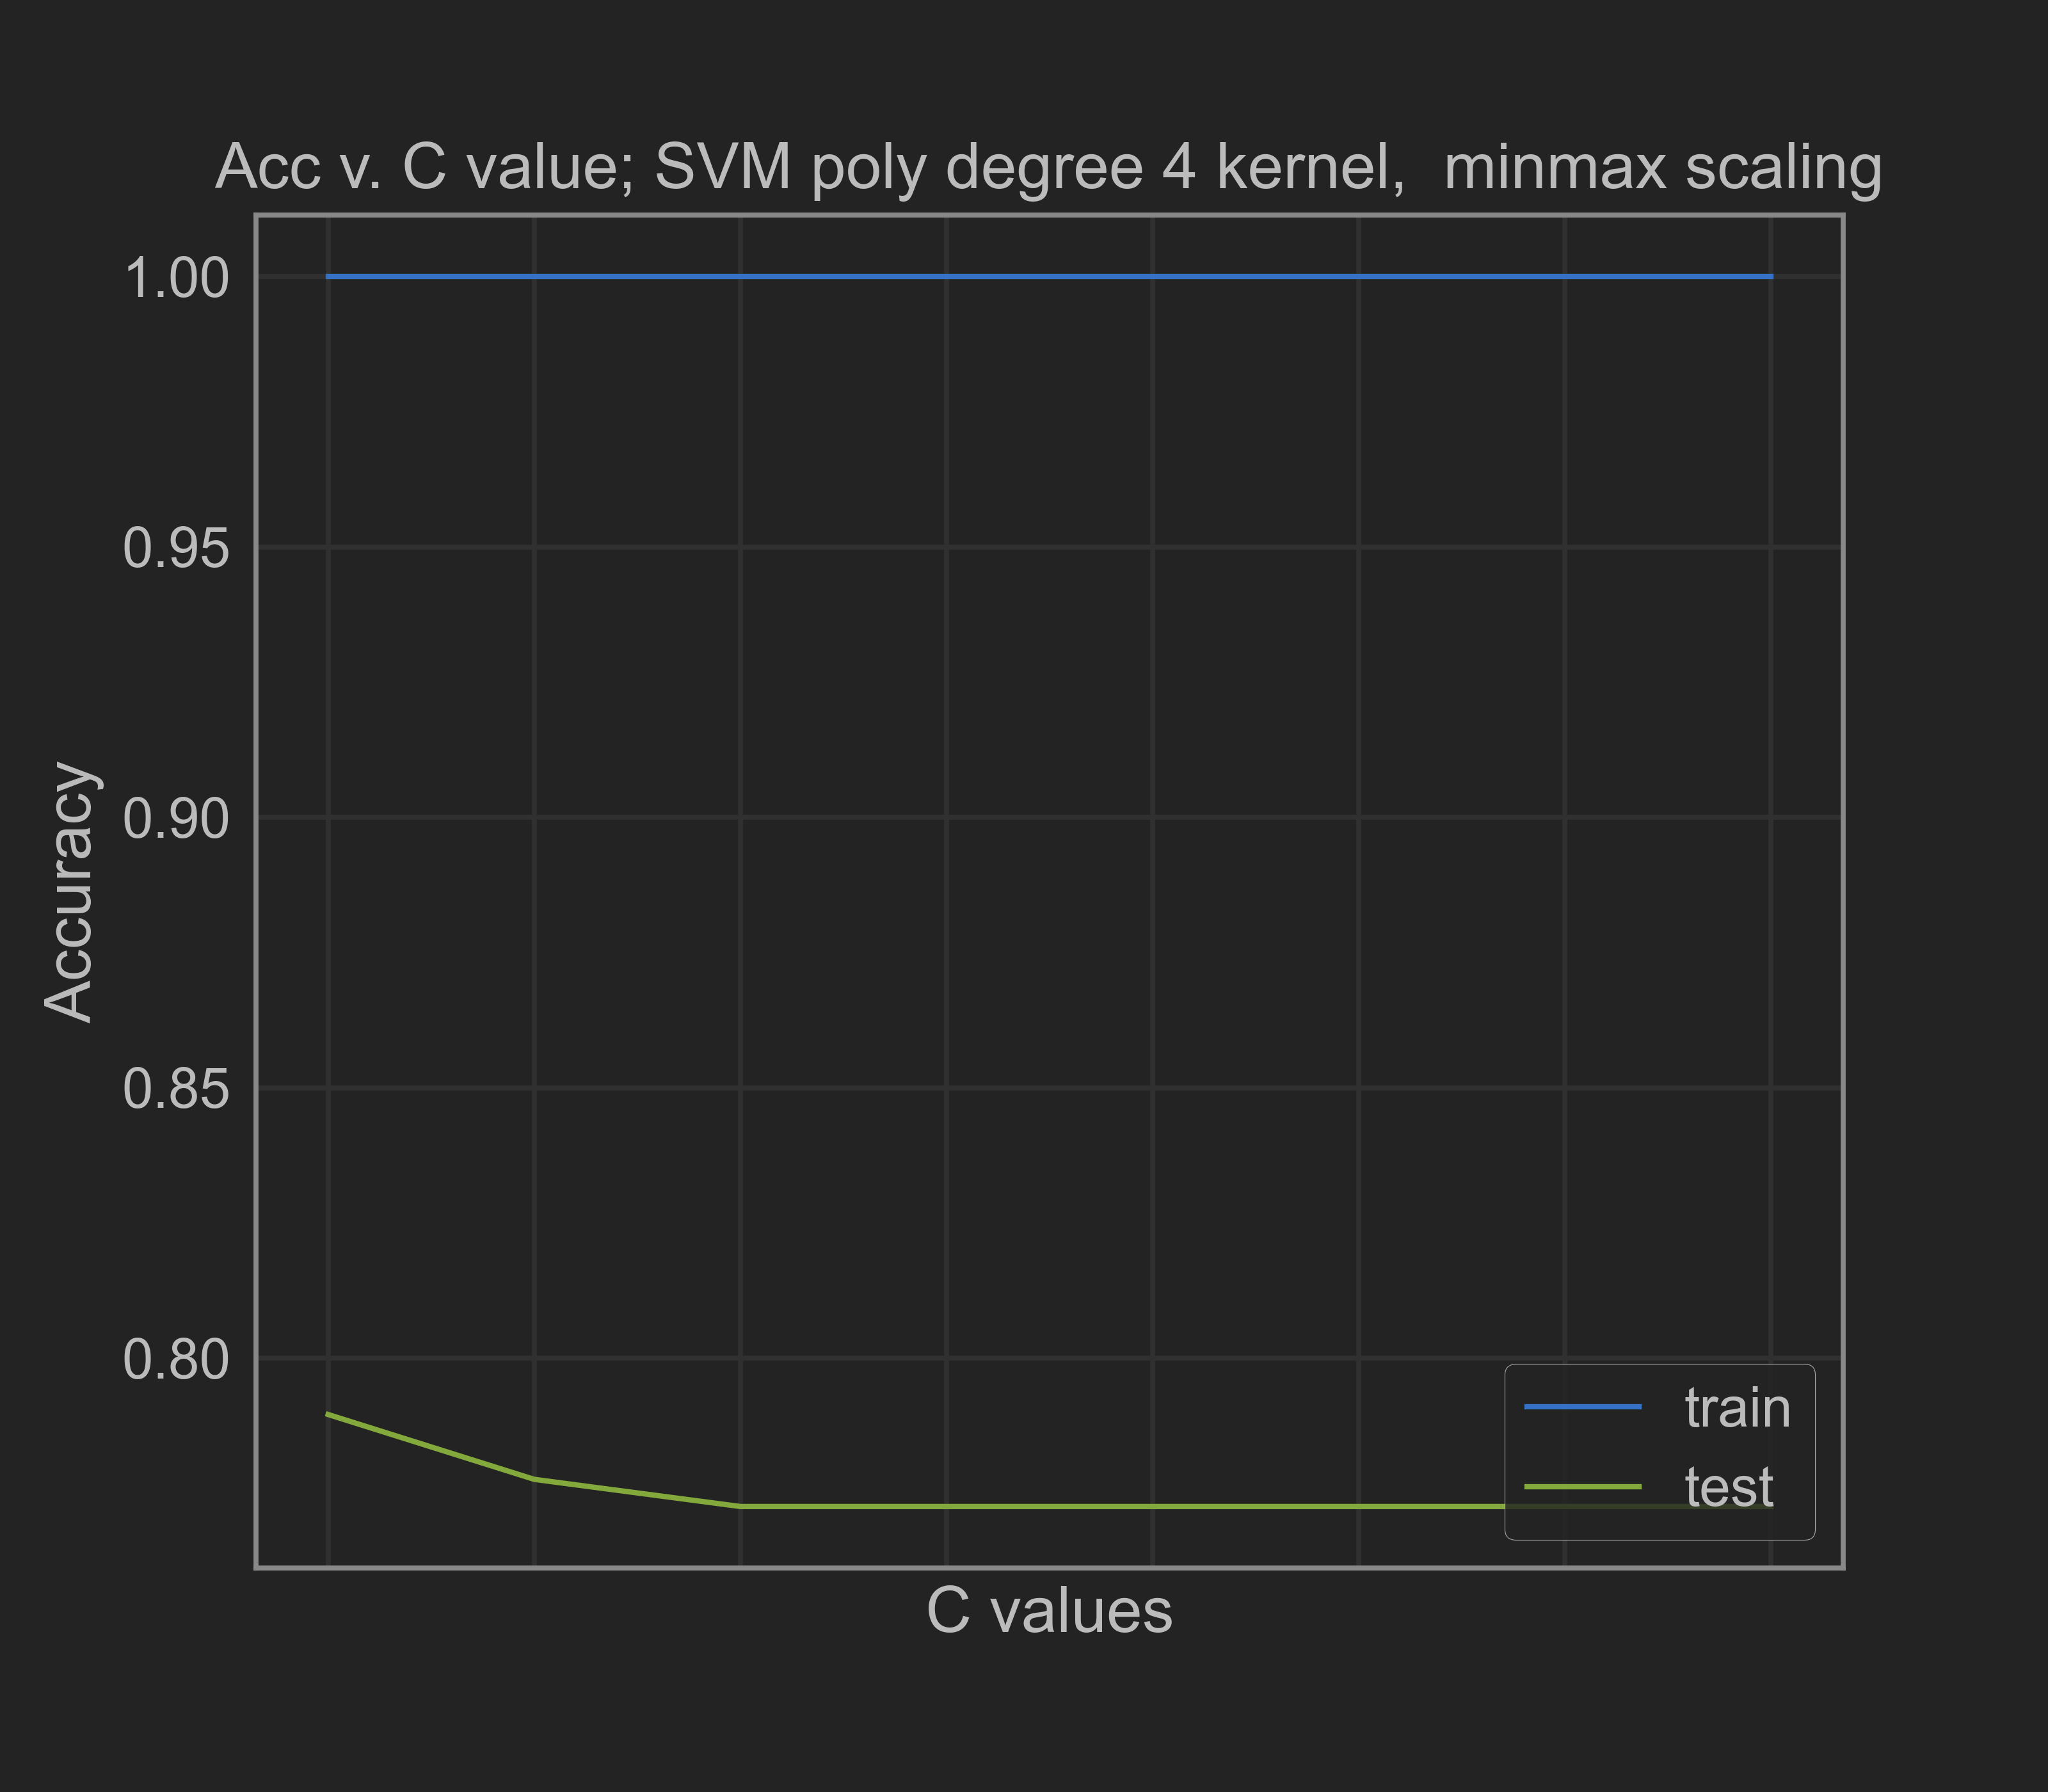 Acc v. C value; SVM poly degree 4 kernel,  minmax scaling
1.00
0.95
0.90
0.85
0.80
Accuracy
train
test
C values